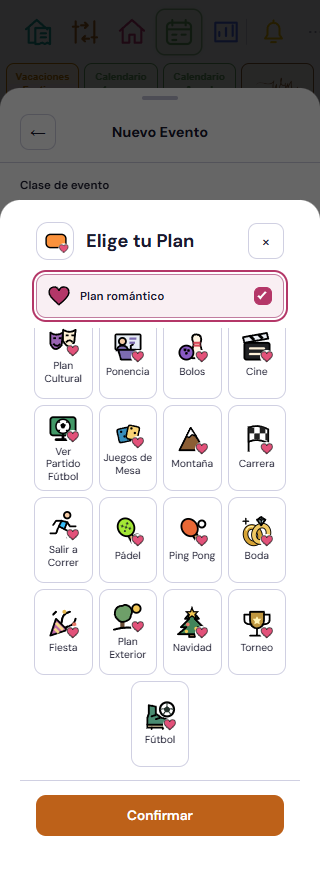 Vacaciones
Calendario
Calendario
Nuevo Evento
Clase de evento
Elige tu Plan
×
Plan romántico
Plan
Cultural
Ponencia
Bolos
Cine
Ver
Partido
Fútbol
Juegos de
Mesa
Montaña
Carrera
Salir a
Correr
Pádel
Ping Pong
Boda
Fiesta
Plan
Exterior
Navidad
Torneo
Fútbol
Confirmar